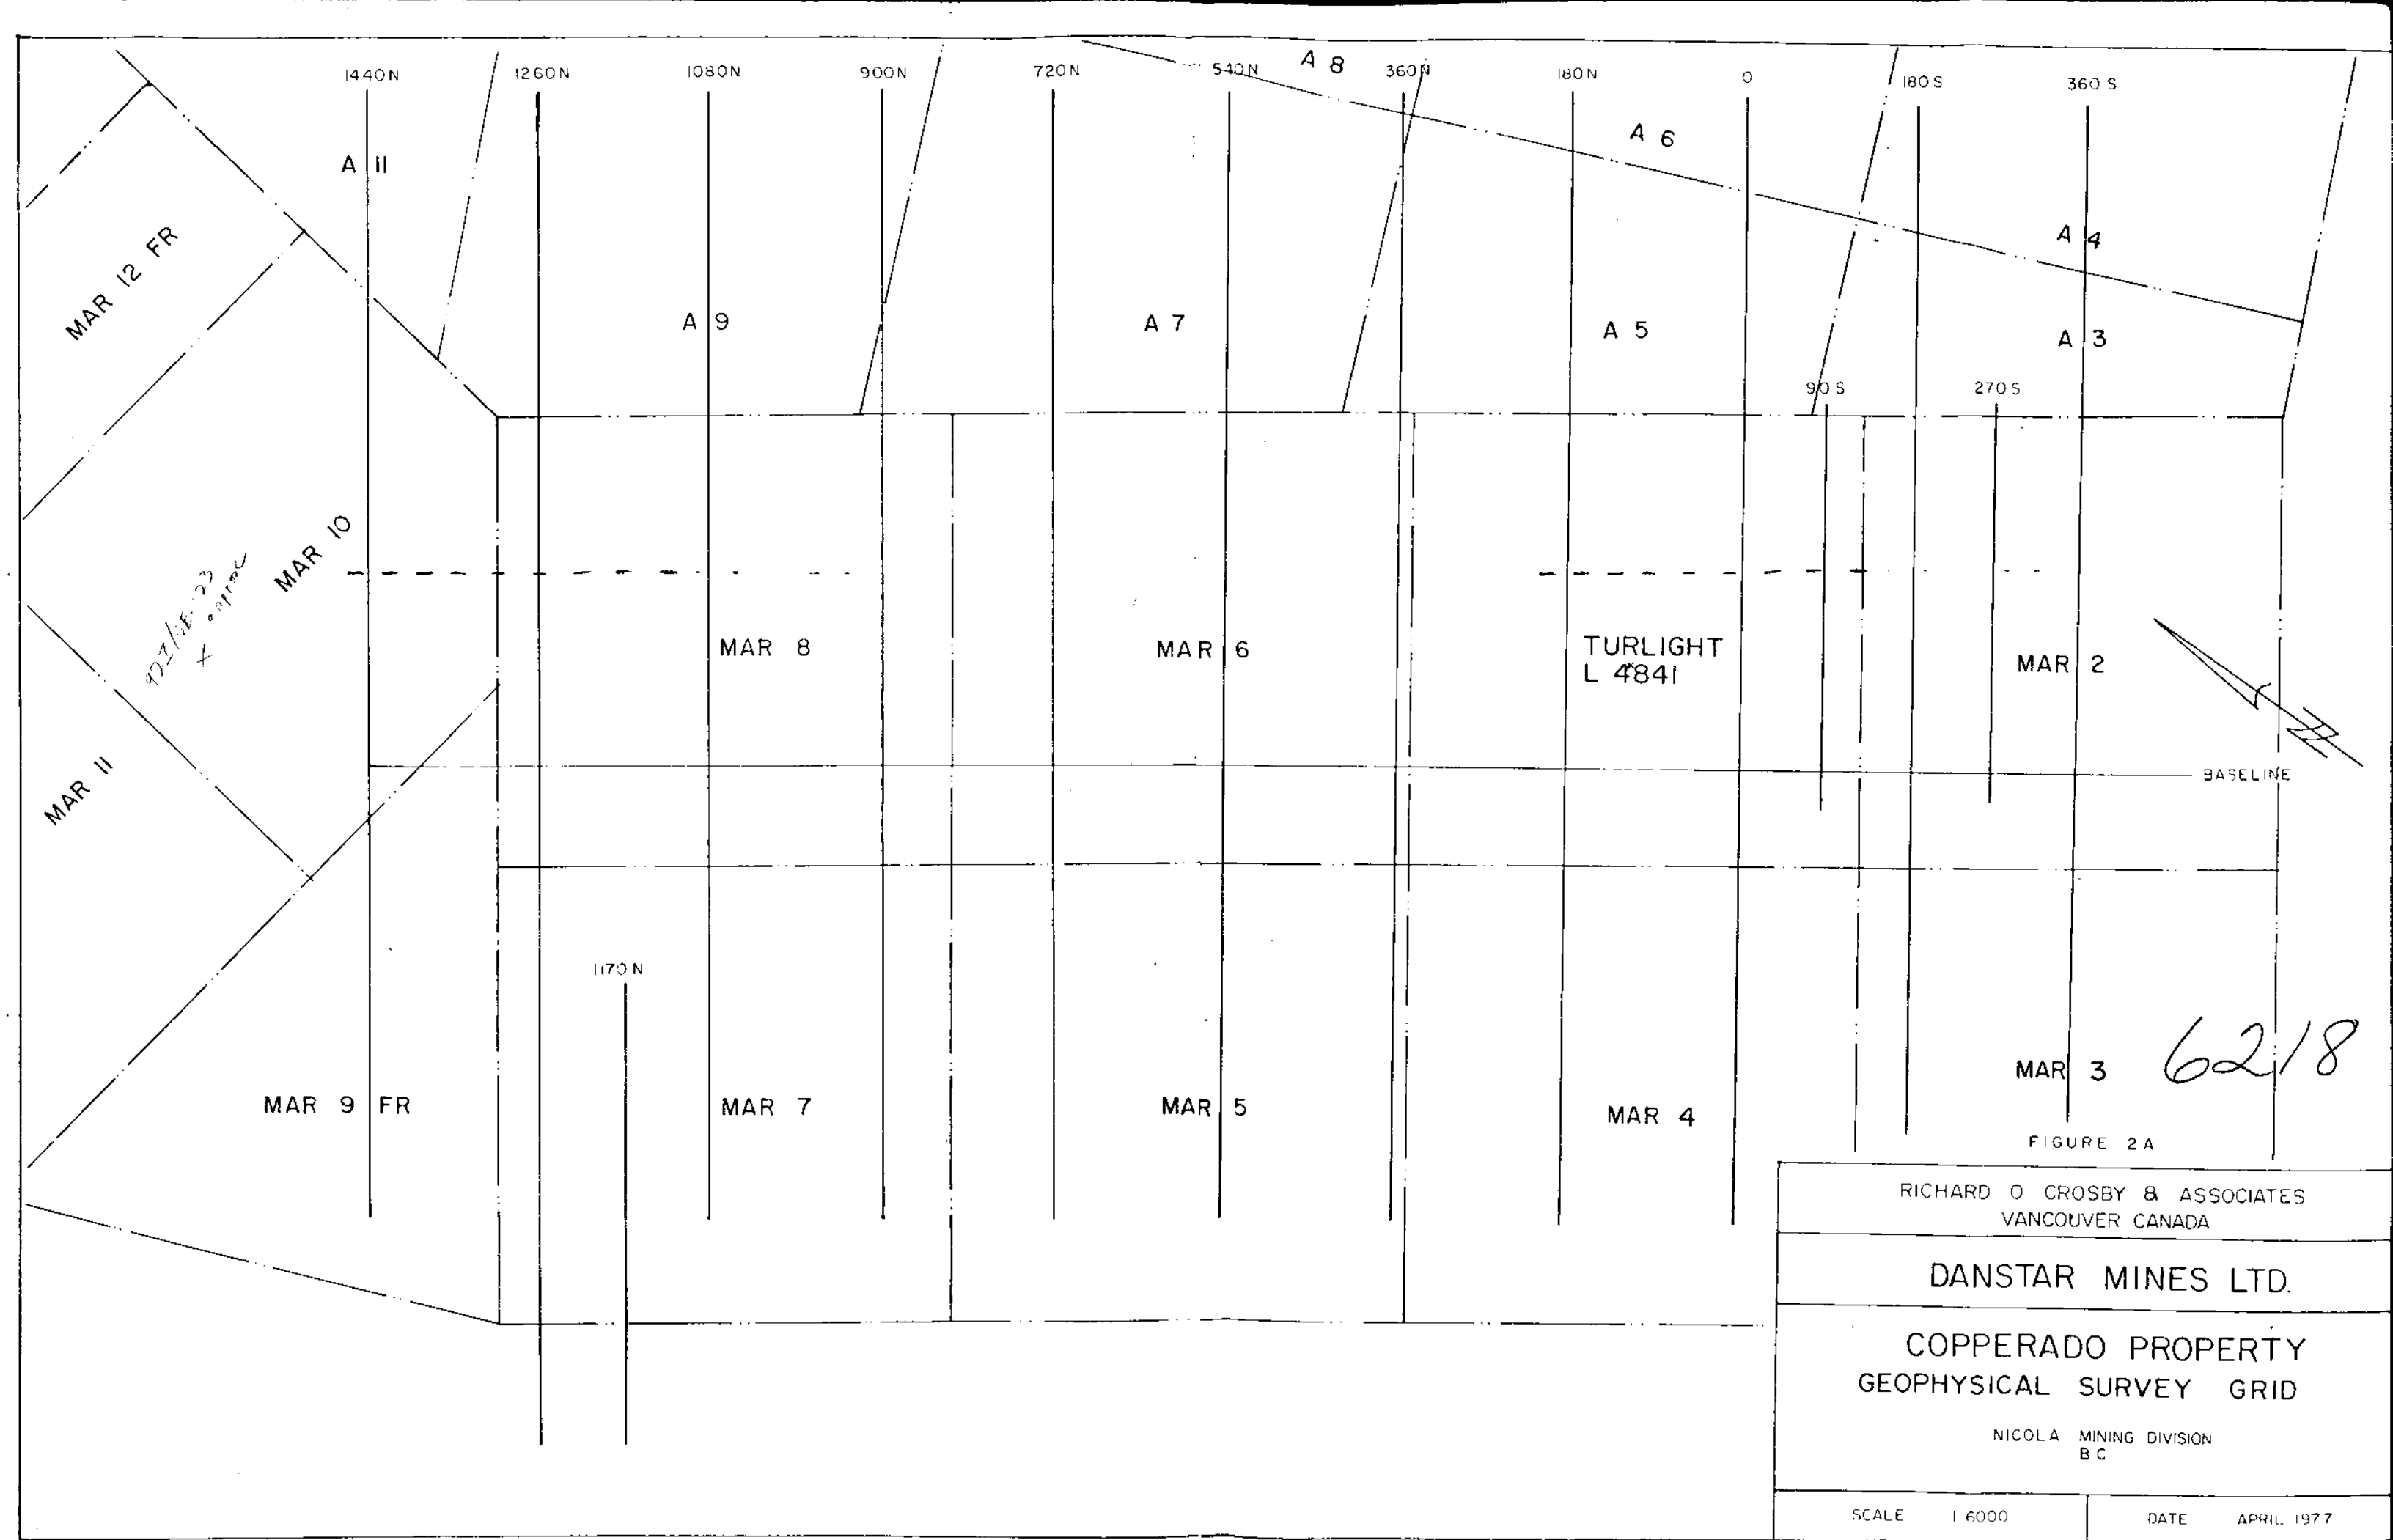 1440N 1260N 1080N 900N 720N 540N A 8 360N 180N 0 180S 360S
A 6
A 11
A 4
MAR 12 FR
A 9 A 7 A 5 A 3
90S 270S
MAR 10
MAR 8 MAR 6 TURLIGHT
L 4841
MAR 2
BASELINE
MAR 11
1170N
MAR 9 FR MAR 7 MAR 5 MAR 4 MAR 3
6218
FIGURE 2A
RICHARD O CROSBY & ASSOCIATES
VANCOUVER CANADA
DANSTAR MINES LTD.
COPPERADO PROPERTY
GEOPHYSICAL SURVEY GRID
NICOLA MINING DIVISION
B C
SCALE 1 6000 DATE APRIL 1977